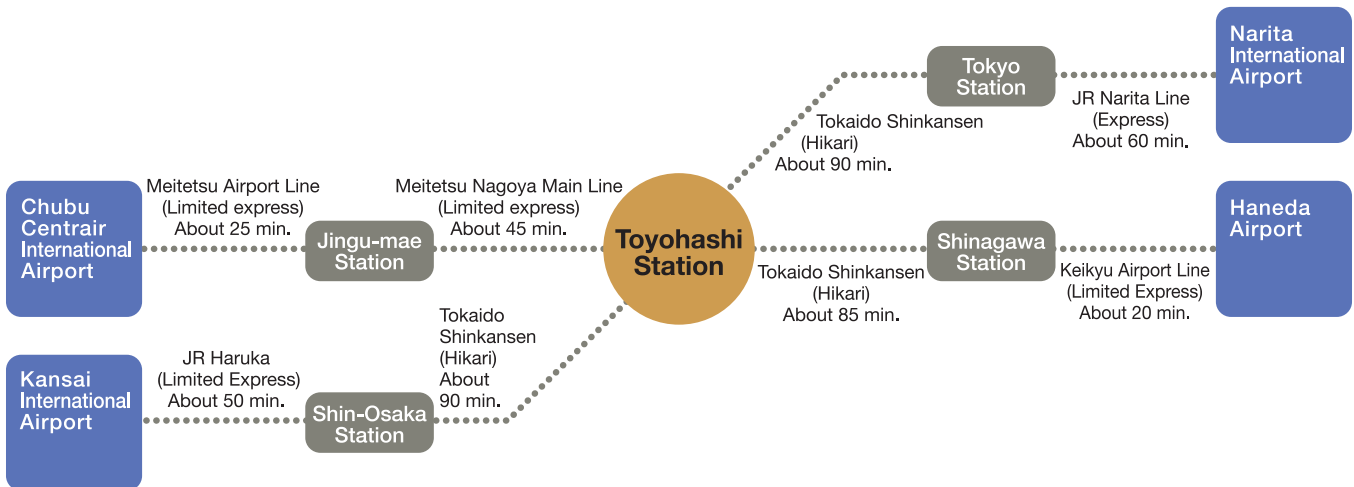 Chubu
Centrair
International
Airport
Meitetsu Airport Line
(Limited express)
About 25 min.
Jingu-mae
Station
Meitetsu Nagoya Main Line
(Limited express)
About 45 min.
Kansai
International
Airport
JR Haruka
(Limited Express)
About 50 min.
Shin-Osaka
Station
Tokaido
Shinkansen
(Hikari)
About
90 min.
Toyohashi
Station
Tokaido Shinkansen
(Hikari)
About 90 min.
Tokyo
Station
JR Narita Line
(Express)
About 60 min.
Narita
International
Airport
Tokaido Shinkansen
(Hikari)
About 85 min.
Shinagawa
Station
Keikyu Airport Line
(Limited Express)
About 20 min.
Haneda
Airport